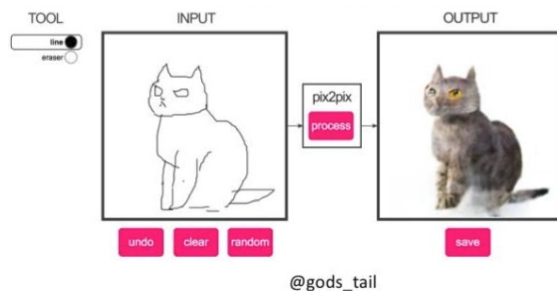 TOOL
INPUT
OUTPUT
line
eraser
pix2pix
process
undo
clear
random
save
@gods_tail